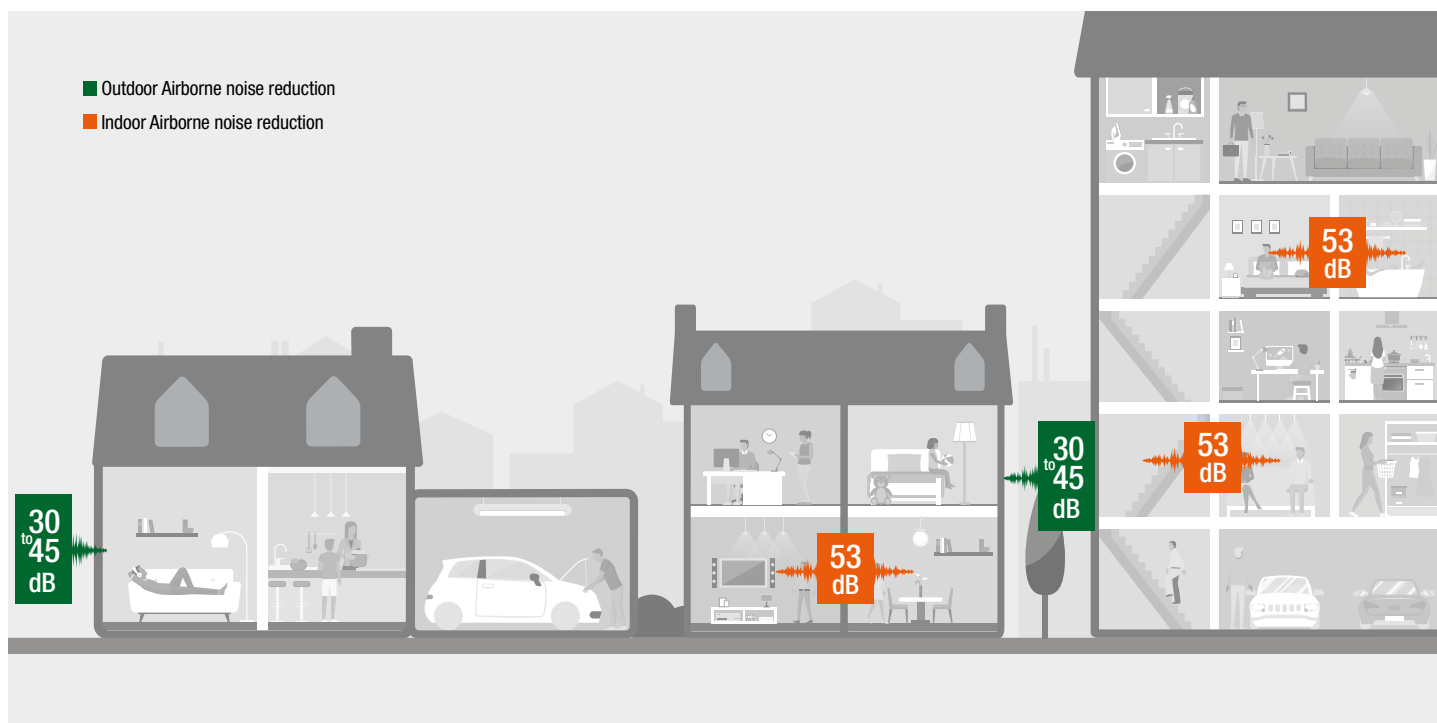 Outdoor Airborne noise reduction
Indoor Airborne noise reduction
53
dB
30
to
45
dB
53
dB
30
to
45
dB
53
dB